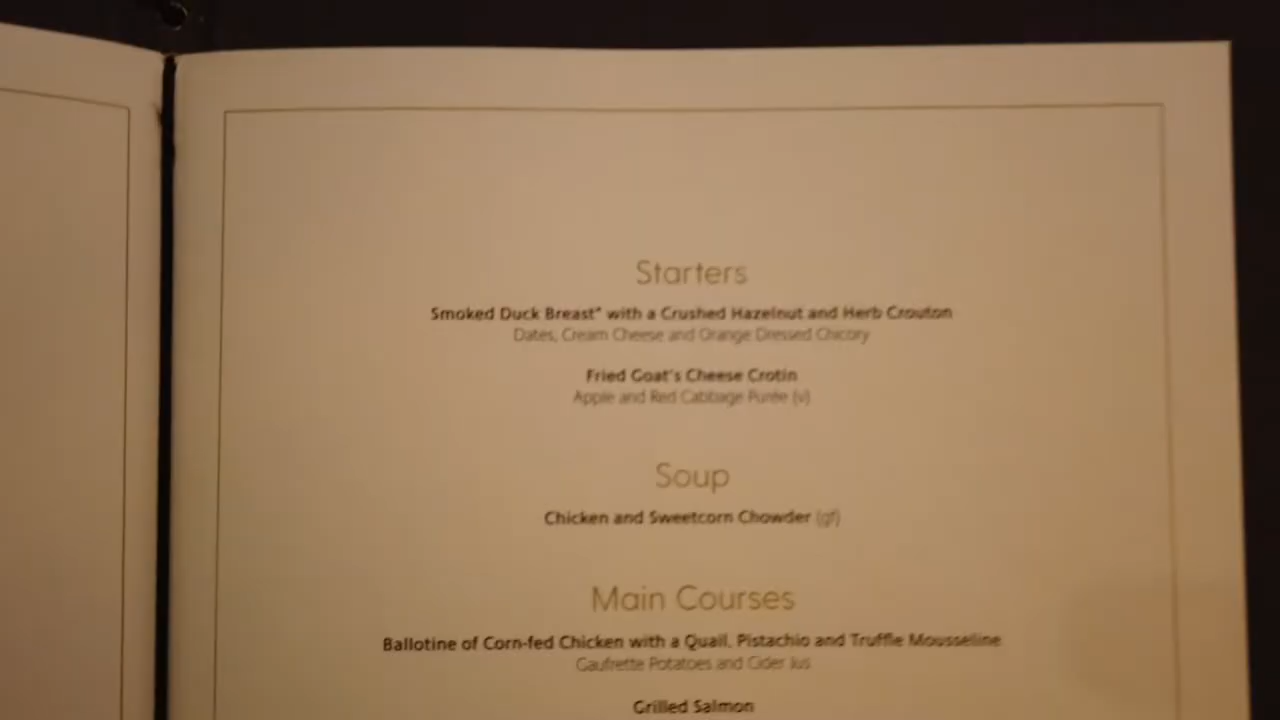 Starters
Smoked Duck Breast* with a Crushed Hazelnut and Herb Crouton
Dates, Cream Cheese and Orange Dressed Chicory
Fried Goat's Cheese Crotin
Apple and Red Cabbage Purée (v)
Soup
Chicken and Sweetcorn Chowder (gf)
Main Courses
Ballotine of Corn-fed Chicken with a Quail, Pistachio and Truffle Mousseline
Gaufrette Potatoes and Cider Jus
Grilled Salmon